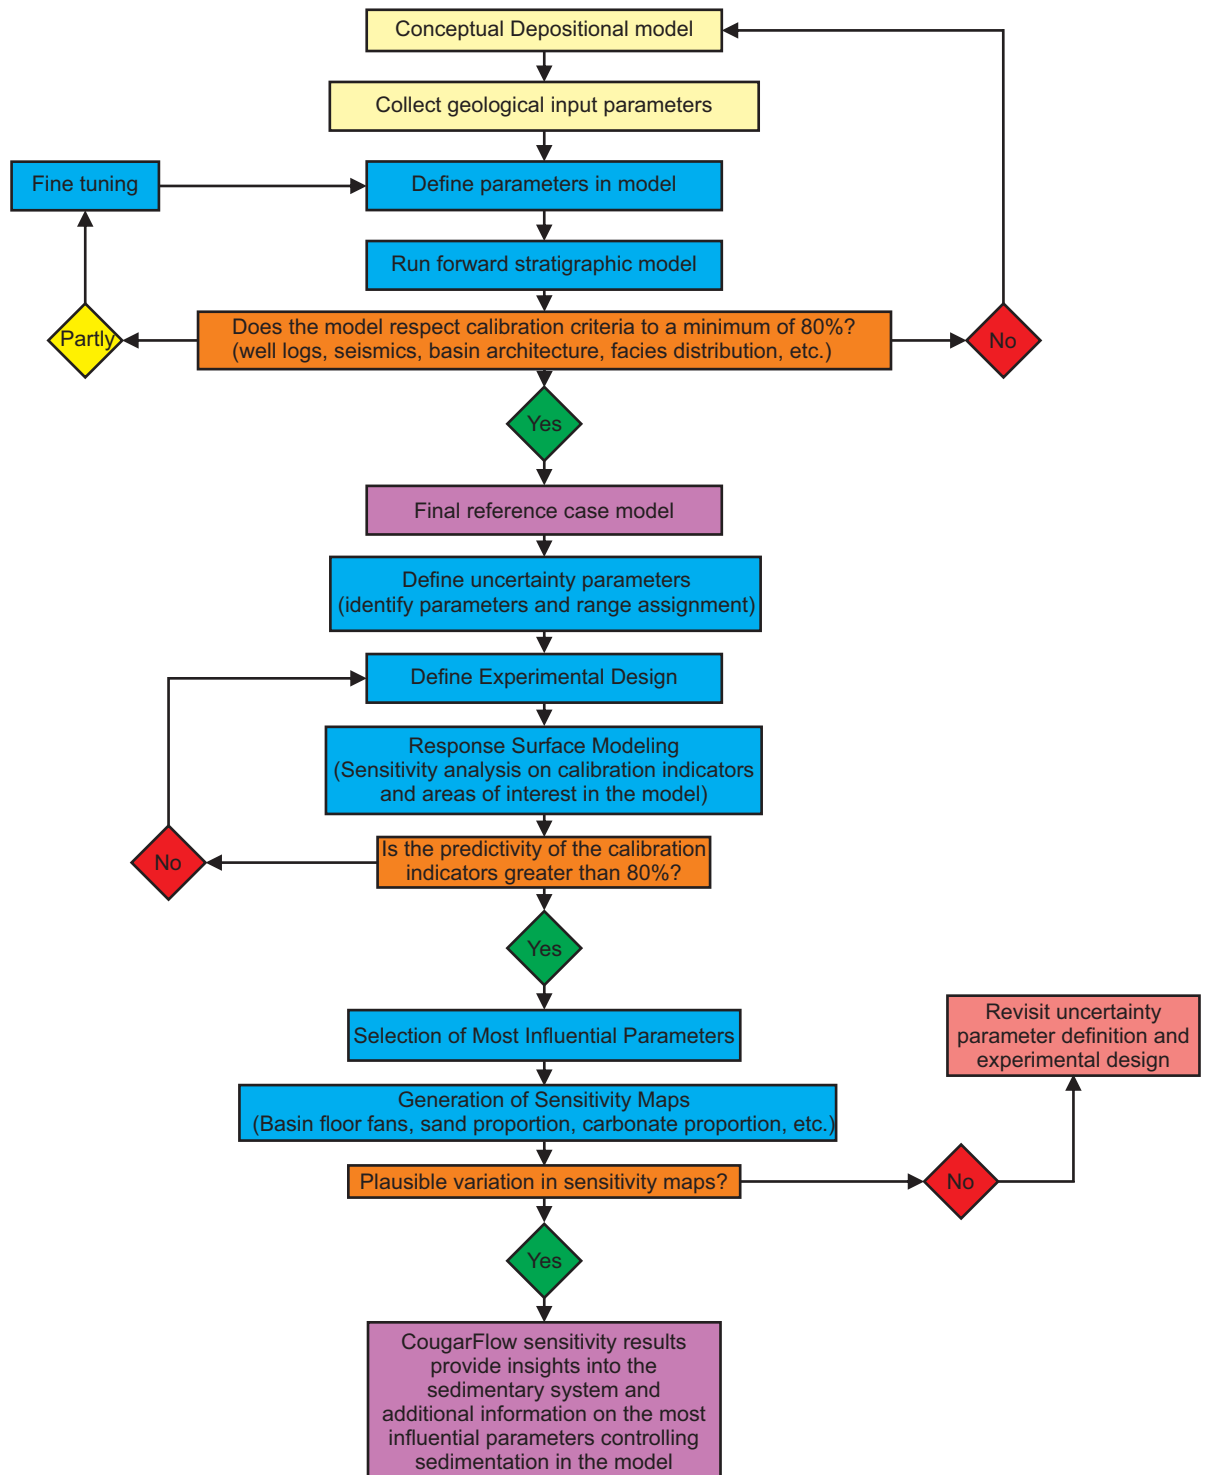 Conceptual Depositional model
Collect geological input parameters
Fine tuning
Define parameters in model
Run forward stratigraphic model
Does the model respect calibration criteria to a minimum of 80%?
(well logs, seismics, basin architecture, facies distribution, etc.)
Partly
No
Yes
Final reference case model
Define uncertainty parameters
(identify parameters and range assignment)
Define Experimental Design
Response Surface Modeling
(Sensitivity analysis on calibration indicators
and areas of interest in the model)
Is the predictivity of the calibration
indicators greater than 80%?
No
Yes
Selection of Most Influential Parameters
Revisit uncertainty
parameter definition and
experimental design
Generation of Sensitivity Maps
(Basin floor fans, sand proportion, carbonate proportion, etc.)
Plausible variation in sensitivity maps?
No
Yes
CougarFlow sensitivity results
provide insights into the
sedimentary system and
additional information on the most
influential parameters controlling
sedimentation in the model